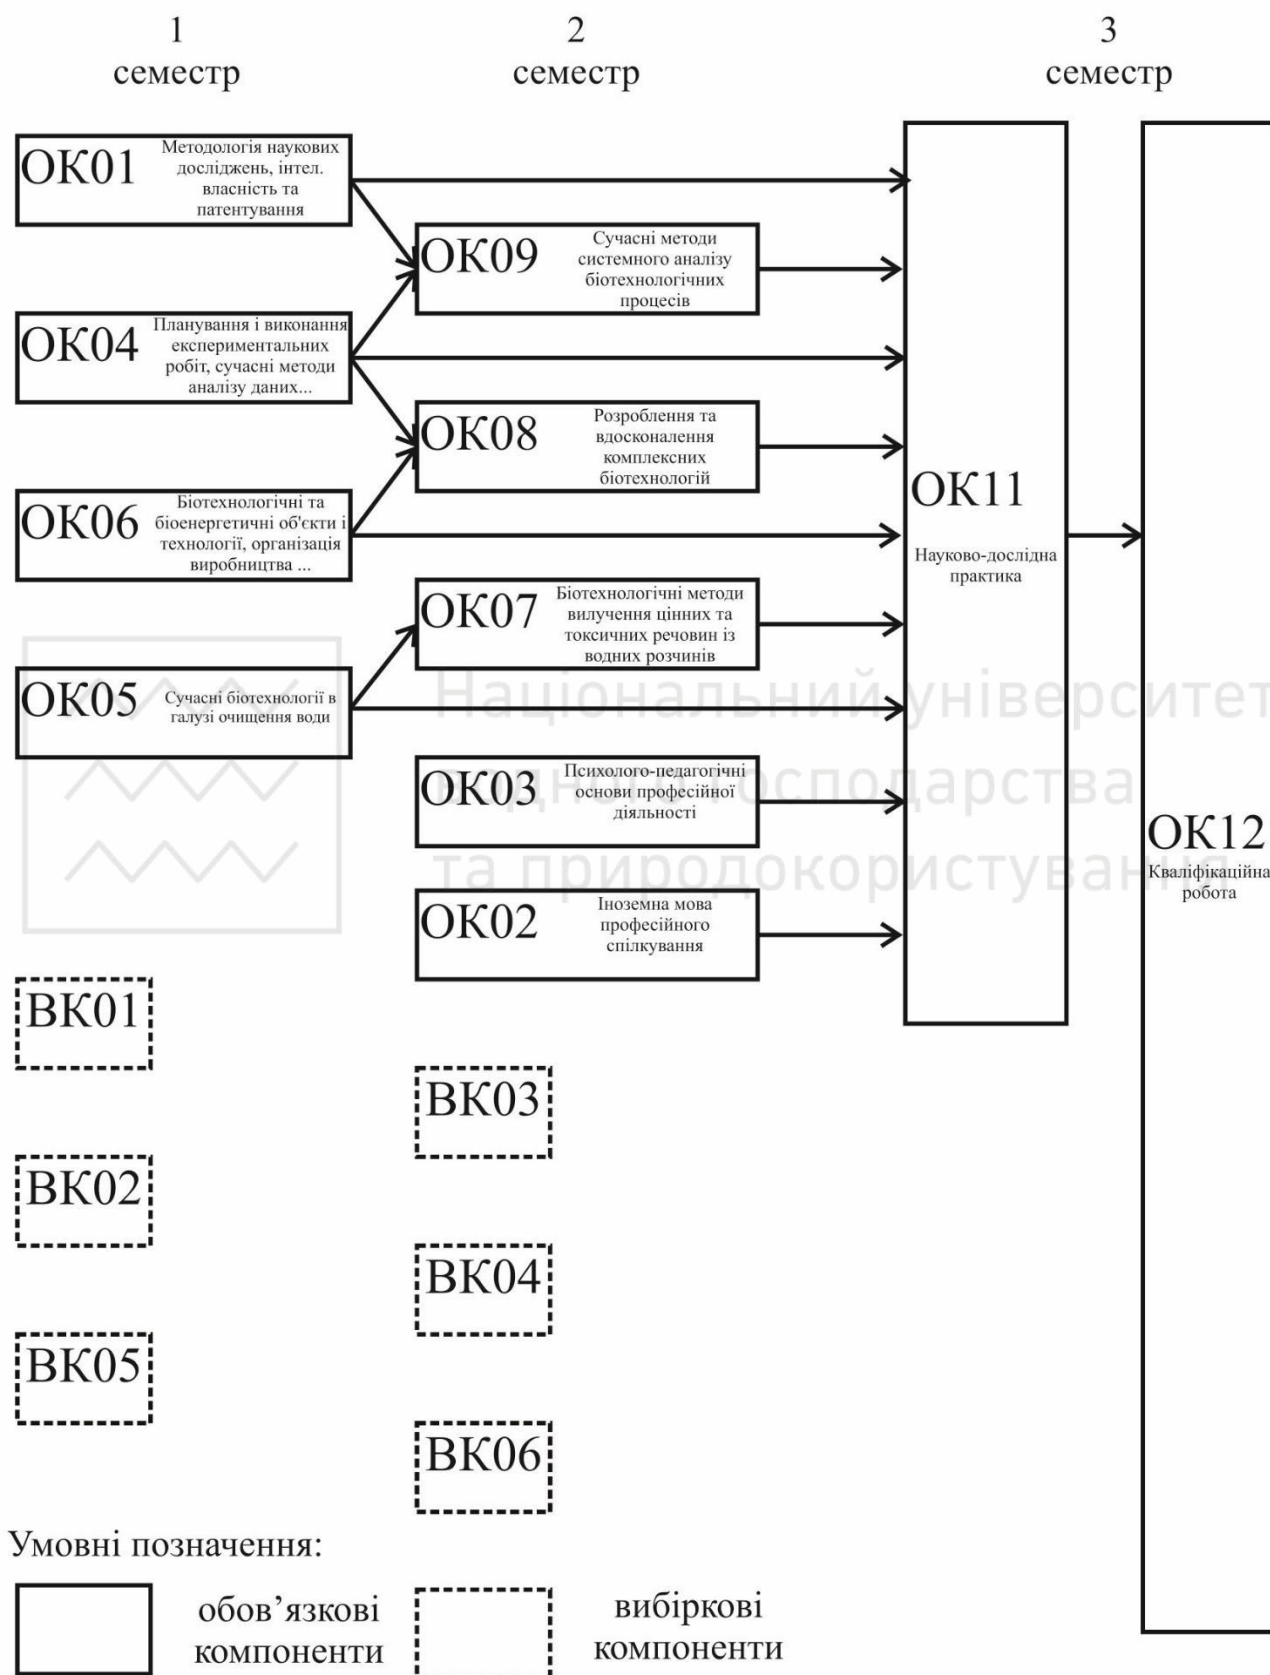 1
семестр
2
семестр
3
семестр
ОК01
Методологія наукових
досліджень, інтел.
власність та
патентування
ОК09
Сучасні методи
системного аналізу
біотехнологічних
процесів
ОК04
Планування і виконання
експериментальних
робіт, сучасні методи
аналізу даних...
ОК08
Розроблення та
вдосконалення
комплексних
біотехнологій
ОК06
Біотехнологічні та
біоенергетичні об'єкти і
технології, організація
виробництва ...
ОК07
Біотехнологічні методи
вилучення цінних та
токсичних речовин із
водних розчинів
ОК05
Сучасні біотехнології в
галузі очищення води
ОК03
Психолого-педагогічні
основи професійної
діяльності
ОК02
Іноземна мова
професійного
спілкування
ОК11
Науково-дослідна
практика
ОК12
Кваліфікаційна
робота
Національний університет
водного господарства
та природокористування
ВК01
ВК03
ВК02
ВК04
ВК05
ВК06
Умовні позначення:
обов’язкові
компоненти
вибіркові
компоненти